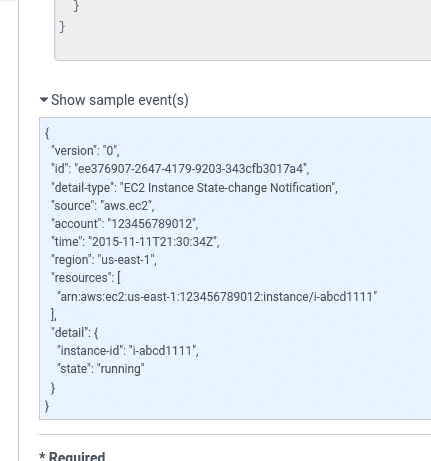 }
}
Show sample event(s)
{
"version": "0",
"id": "ee376907-2647-4179-9203-343cfb3017a4",
"detail-type": "EC2 Instance State-change Notification",
"source": "aws.ec2",
"account": "123456789012",
"time": "2015-11-11T21:30:34Z",
"region": "us-east-1",
"resources": [
"arn:aws:ec2:us-east-1:123456789012:instance/i-abcd1111"
],
"detail": {
"instance-id": "i-abcd1111",
"state": "running"
}
}
* Required